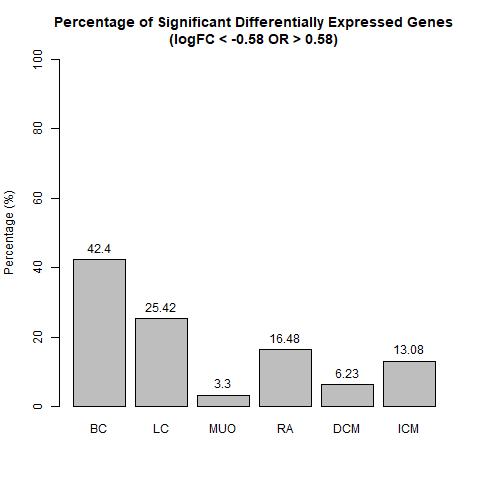 Percentage of Significant Differentially Expressed Genes
(logFC < -0.58 OR > 0.58)
Percentage (%)
100
80
60
40
20
0
42.4
25.42
3.3
16.48
6.23
13.08
BC
LC
MUO
RA
DCM
ICM